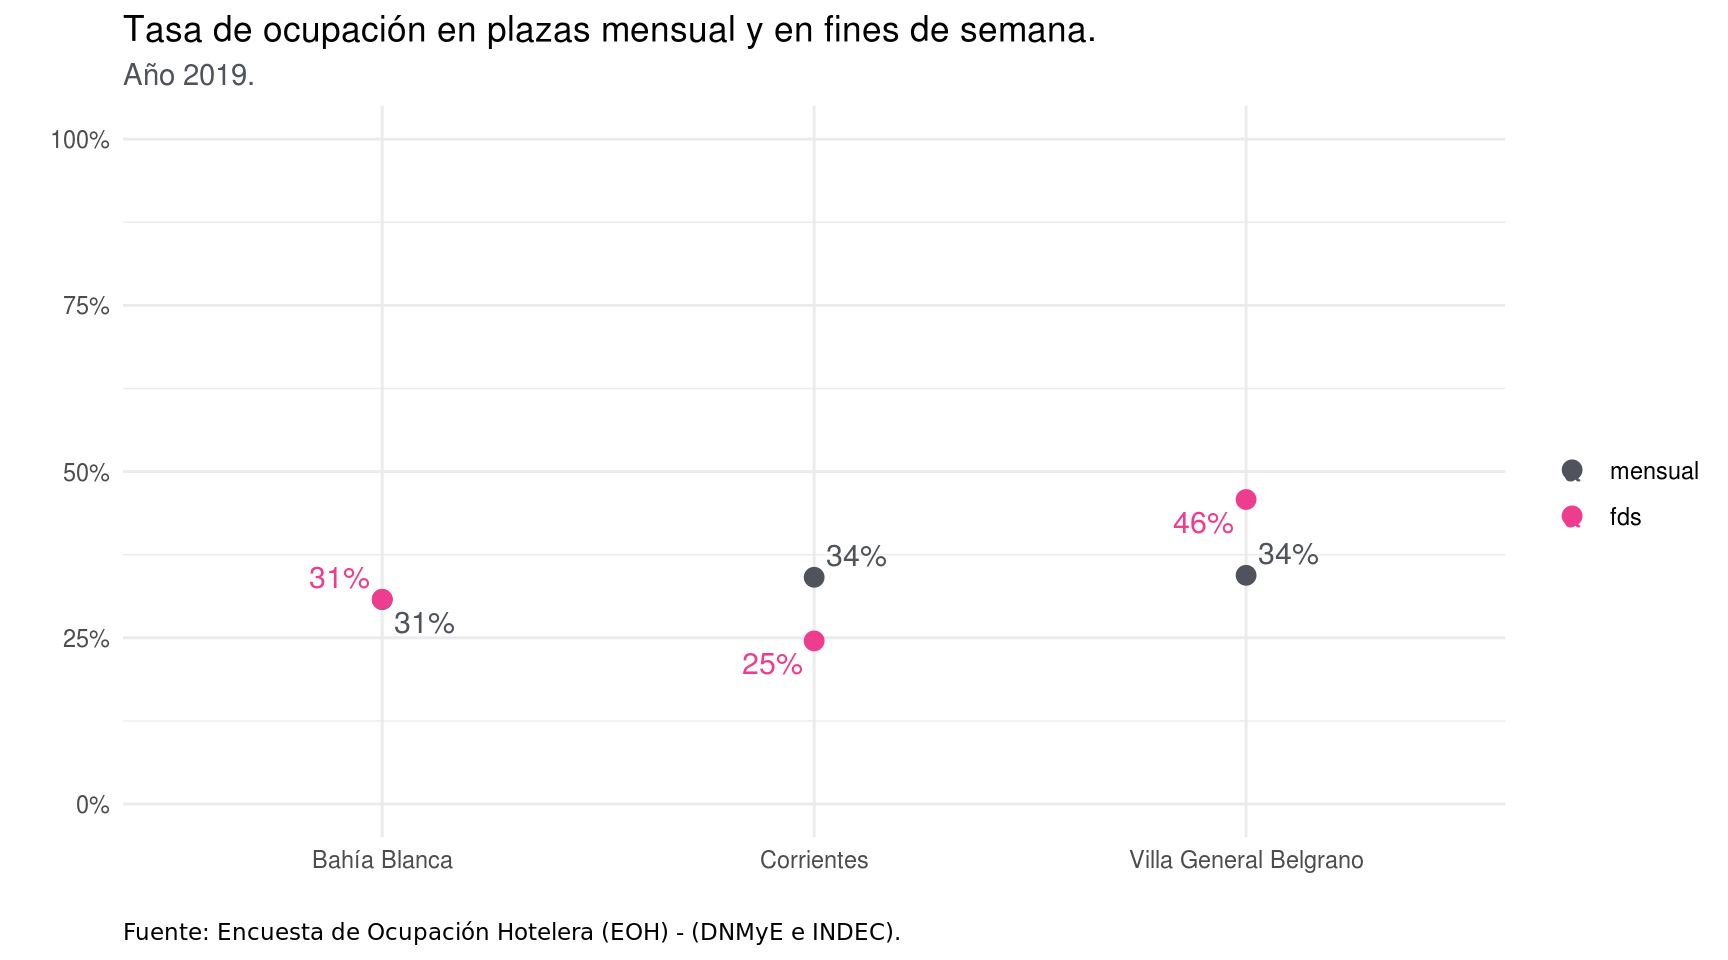 Tasa de ocupación en plazas mensual y en fines de semana.
Año 2019.
100%
75%
50%
25%
0%
31%
31%
34%
25%
46%
34%
mensual
fds
Bahía Blanca
Corrientes
Villa General Belgrano
Fuente: Encuesta de Ocupación Hotelera (EOH) - (DNMyE e INDEC).